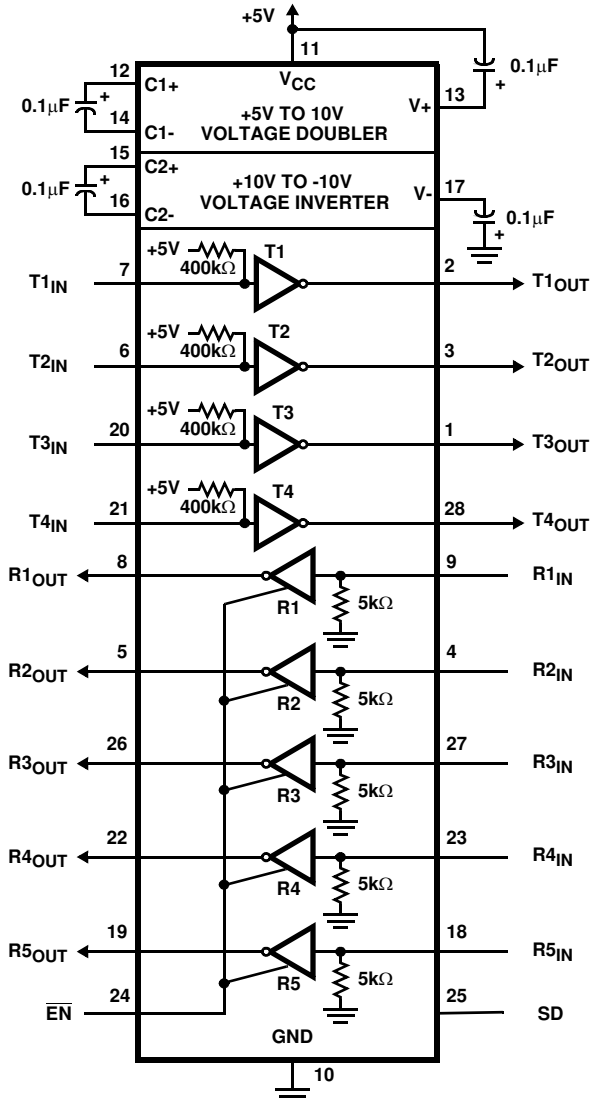 +5V
11
12
C1+
VCC
0.1μF
+
0.1μF
+
V+
13
+5V TO 10V
VOLTAGE DOUBLER
14
C1-
15
C2+
0.1μF
+
+10V TO -10V
VOLTAGE INVERTER
V-
17
16
C2-
0.1μF
+
+5V
400kΩ
T1
T1IN
7
2
T1OUT
+5V
400kΩ
T2
T2IN
6
3
T2OUT
+5V
400kΩ
T3
T3IN
20
1
T3OUT
+5V
400kΩ
T4
T4IN
21
28
T4OUT
R1OUT
8
9
R1IN
R1
5kΩ
R2OUT
5
4
R2IN
R2
5kΩ
R3OUT
26
27
R3IN
R3
5kΩ
R4OUT
22
23
R4IN
R4
5kΩ
R5OUT
19
18
R5IN
R5
5kΩ
EN
24
25
SD
GND
10